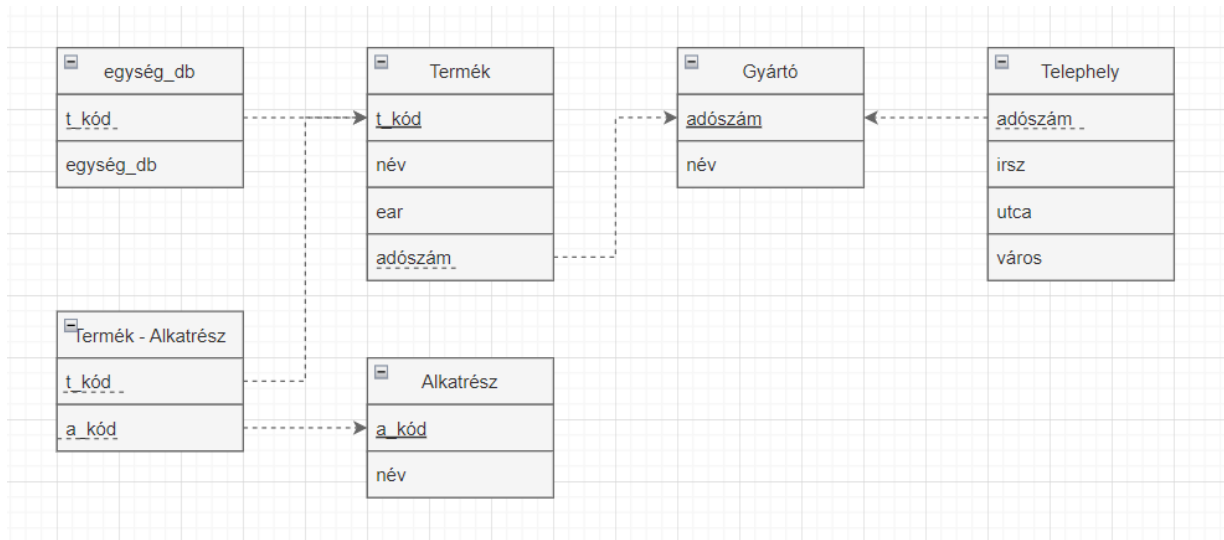 egység_db
t_kód
egység_db
Termék
t_kód
név
ear
adószám
Gyártó
adószám
név
Telephely
adószám
irsz
utca
város
Termék - Alkatrész
t_kód
a_kód
Alkatrész
a_kód
név